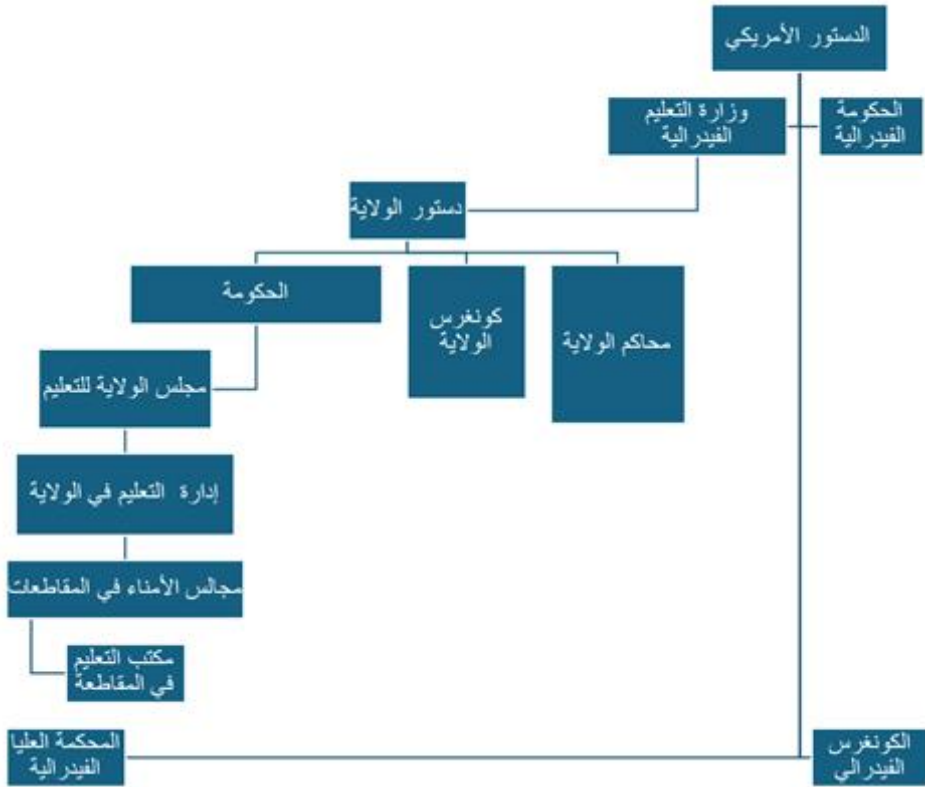 الدستور الأمريكي
الحكومة
الفيدرالية
وزارة التعليم
الفيدرالية
دستور الولاية
محاكم الولاية
كونغرس
الولاية
الحكومة
مجلس الولاية للتعليم
إدارة التعليم في الولاية
مجالس الأمناء في المقاطعات
مكتب التعليم
في المقاطعة
الكونغرس
الفيدرالي
المحكمة العليا
الفيدرالية